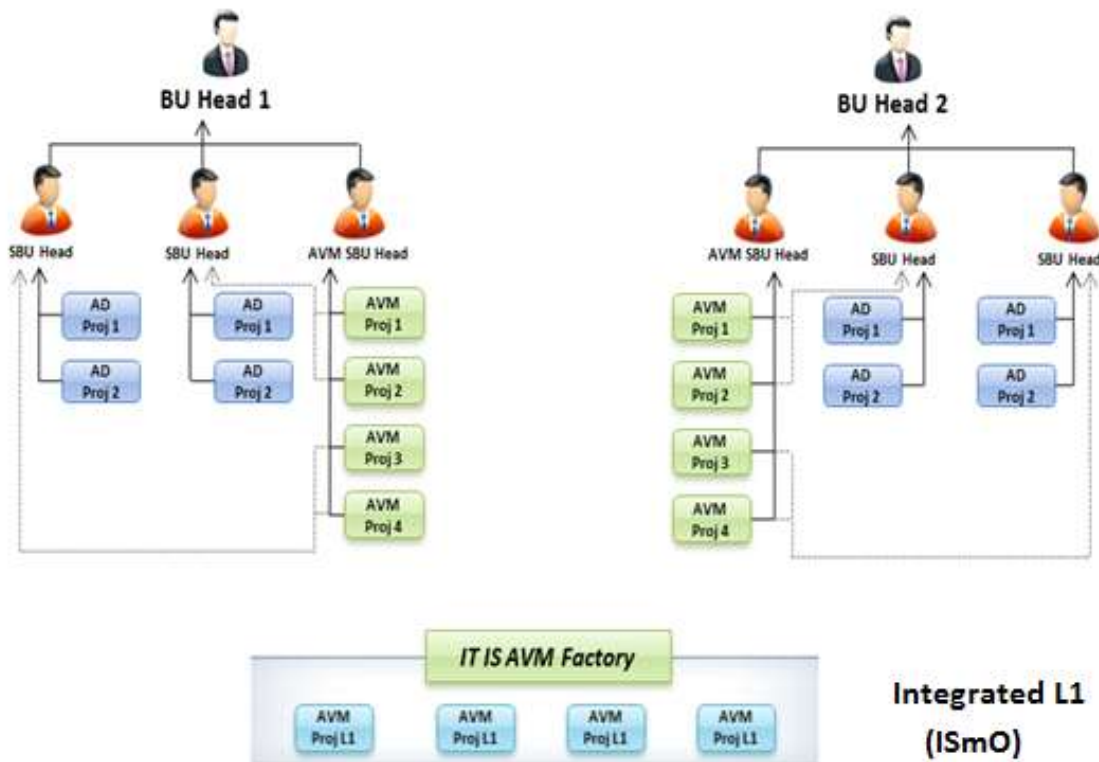 BU Head 1
SBU Head
SBU Head
AVM SBU Head
AD
Proj 1
AD
Proj 2
AD
Proj 1
AD
Proj 2
AVM
Proj 1
AVM
Proj 2
AVM
Proj 3
AVM
Proj 4
BU Head 2
AVM SBU Head
SBU Head
SBU Head
AVM
Proj 1
AVM
Proj 2
AVM
Proj 3
AVM
Proj 4
AD
Proj 1
AD
Proj 2
AD
Proj 1
AD
Proj 2
IT IS AVM Factory
AVM
Proj L1
AVM
Proj L1
AVM
Proj L1
AVM
Proj L1
Integrated L1
(ISmO)